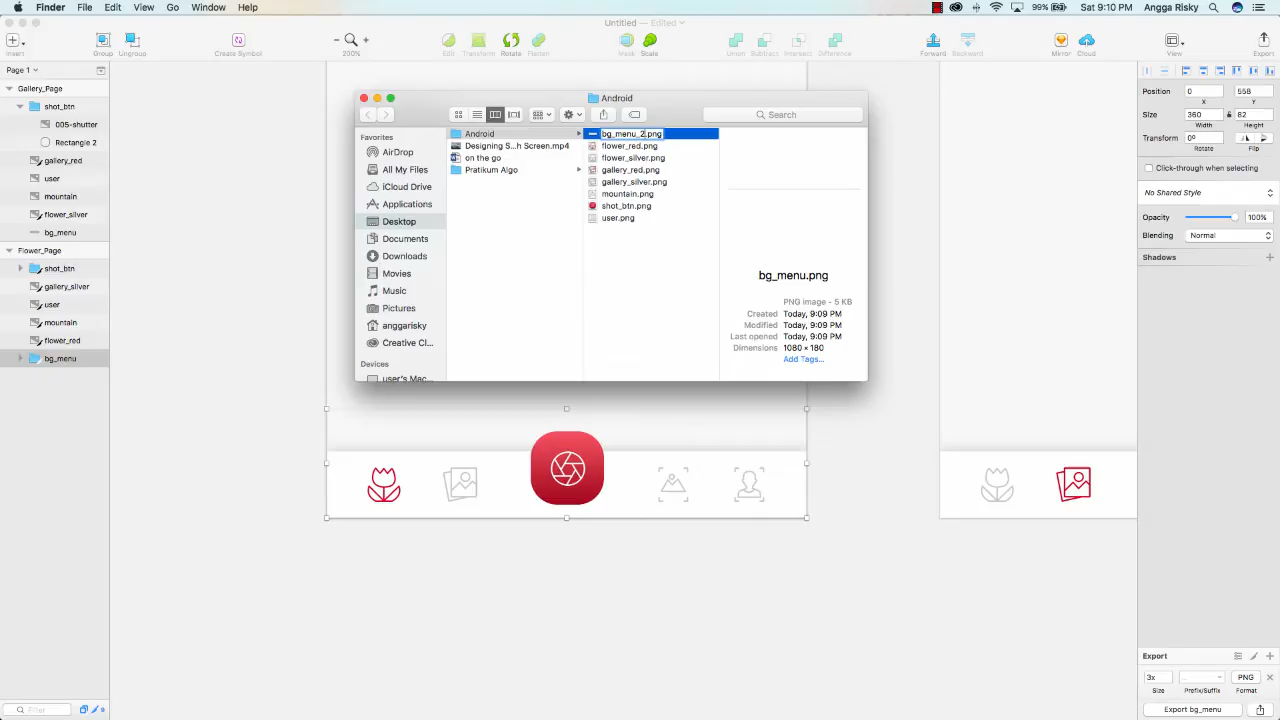 Finder File Edit View Go Window Help
99% Sat 9:10 PM Angga Risky
Untitled — Edited
Insert Group Ungroup Create Symbol 200% Edit Transform Rotate Flatten Mask Scale Union Subtract Intersect Difference Forward Backward Mirror Cloud View Export
Page 1
Gallery_Page
shot_btn
005-shutter
Rectangle 2
gallery_red
user
mountain
flower_silver
bg_menu
Flower_Page
shot_btn
gallery_silver
user
mountain
flower_red
bg_menu
Filter
9
Android
Search
Favorites
AirDrop
All My Files
iCloud Drive
Applications
Desktop
Documents
Downloads
Movies
Music
Pictures
anggarisky
Creative Cl...
Devices
user's Mac...
Android
Designing S...h Screen.mp4
on the go
Pratikum Algo
bg_menu_2.png
flower_red.png
flower_silver.png
gallery_red.png
gallery_silver.png
mountain.png
shot_btn.png
user.png
bg_menu.png
PNG image - 5 KB
Created Today, 9:09 PM
Modified Today, 9:09 PM
Last opened Today, 9:09 PM
Dimensions 1080 × 180
Add Tags...
Position 0 558
X Y
Size 360 82
Width Height
Transform 0º
Rotate Flip
Click-through when selecting
No Shared Style
Opacity 100%
Blending Normal
Shadows
Export
3x PNG
Size Prefix/Suffix Format
Export bg_menu